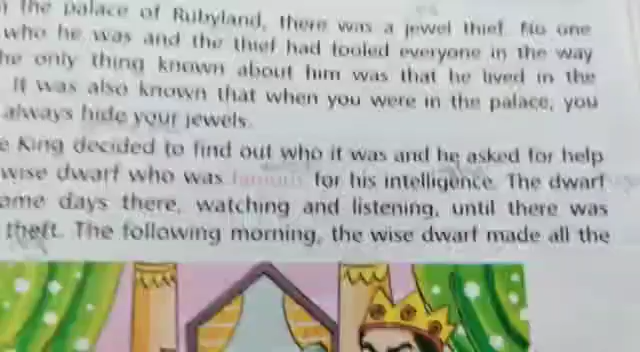 the palace of Rubyland, there was a jewel thief. No one
who he was and the thief had fooled everyone in the way
he only thing known about him was that he lived in the
It was also known that when you were in the palace, you
always hide your jewels.
e King decided to find out who it was and he asked for help
wise dwarf who was famous for his intelligence. The dwarf
ame days there, watching and listening, until there was
theft. The following morning, the wise dwarf made all the